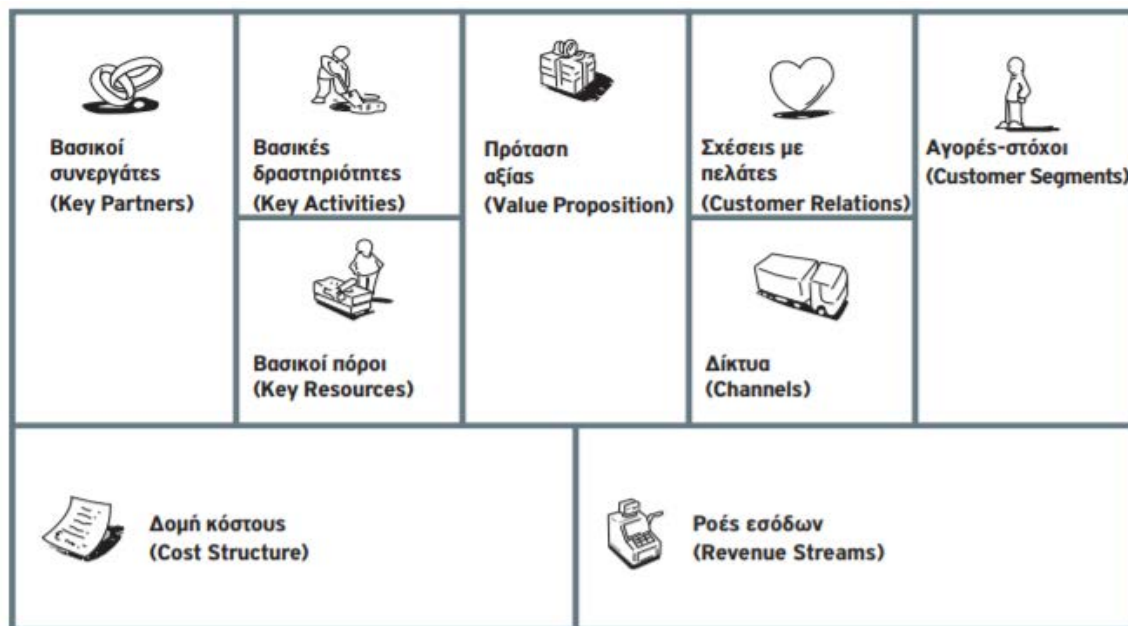 Βασικοί
συνεργάτες
(Key Partners)
Βασικές
δραστηριότητες
(Key Activities)
Βασικοί πόροι
(Key Resources)
Πρόταση
αξίας
(Value Proposition)
Σχέσεις με
πελάτες
(Customer Relations)
Δίκτυα
(Channels)
Αγορές-στόχοι
(Customer Segments)
Δομή κόστους
(Cost Structure)
Ροές εσόδων
(Revenue Streams)